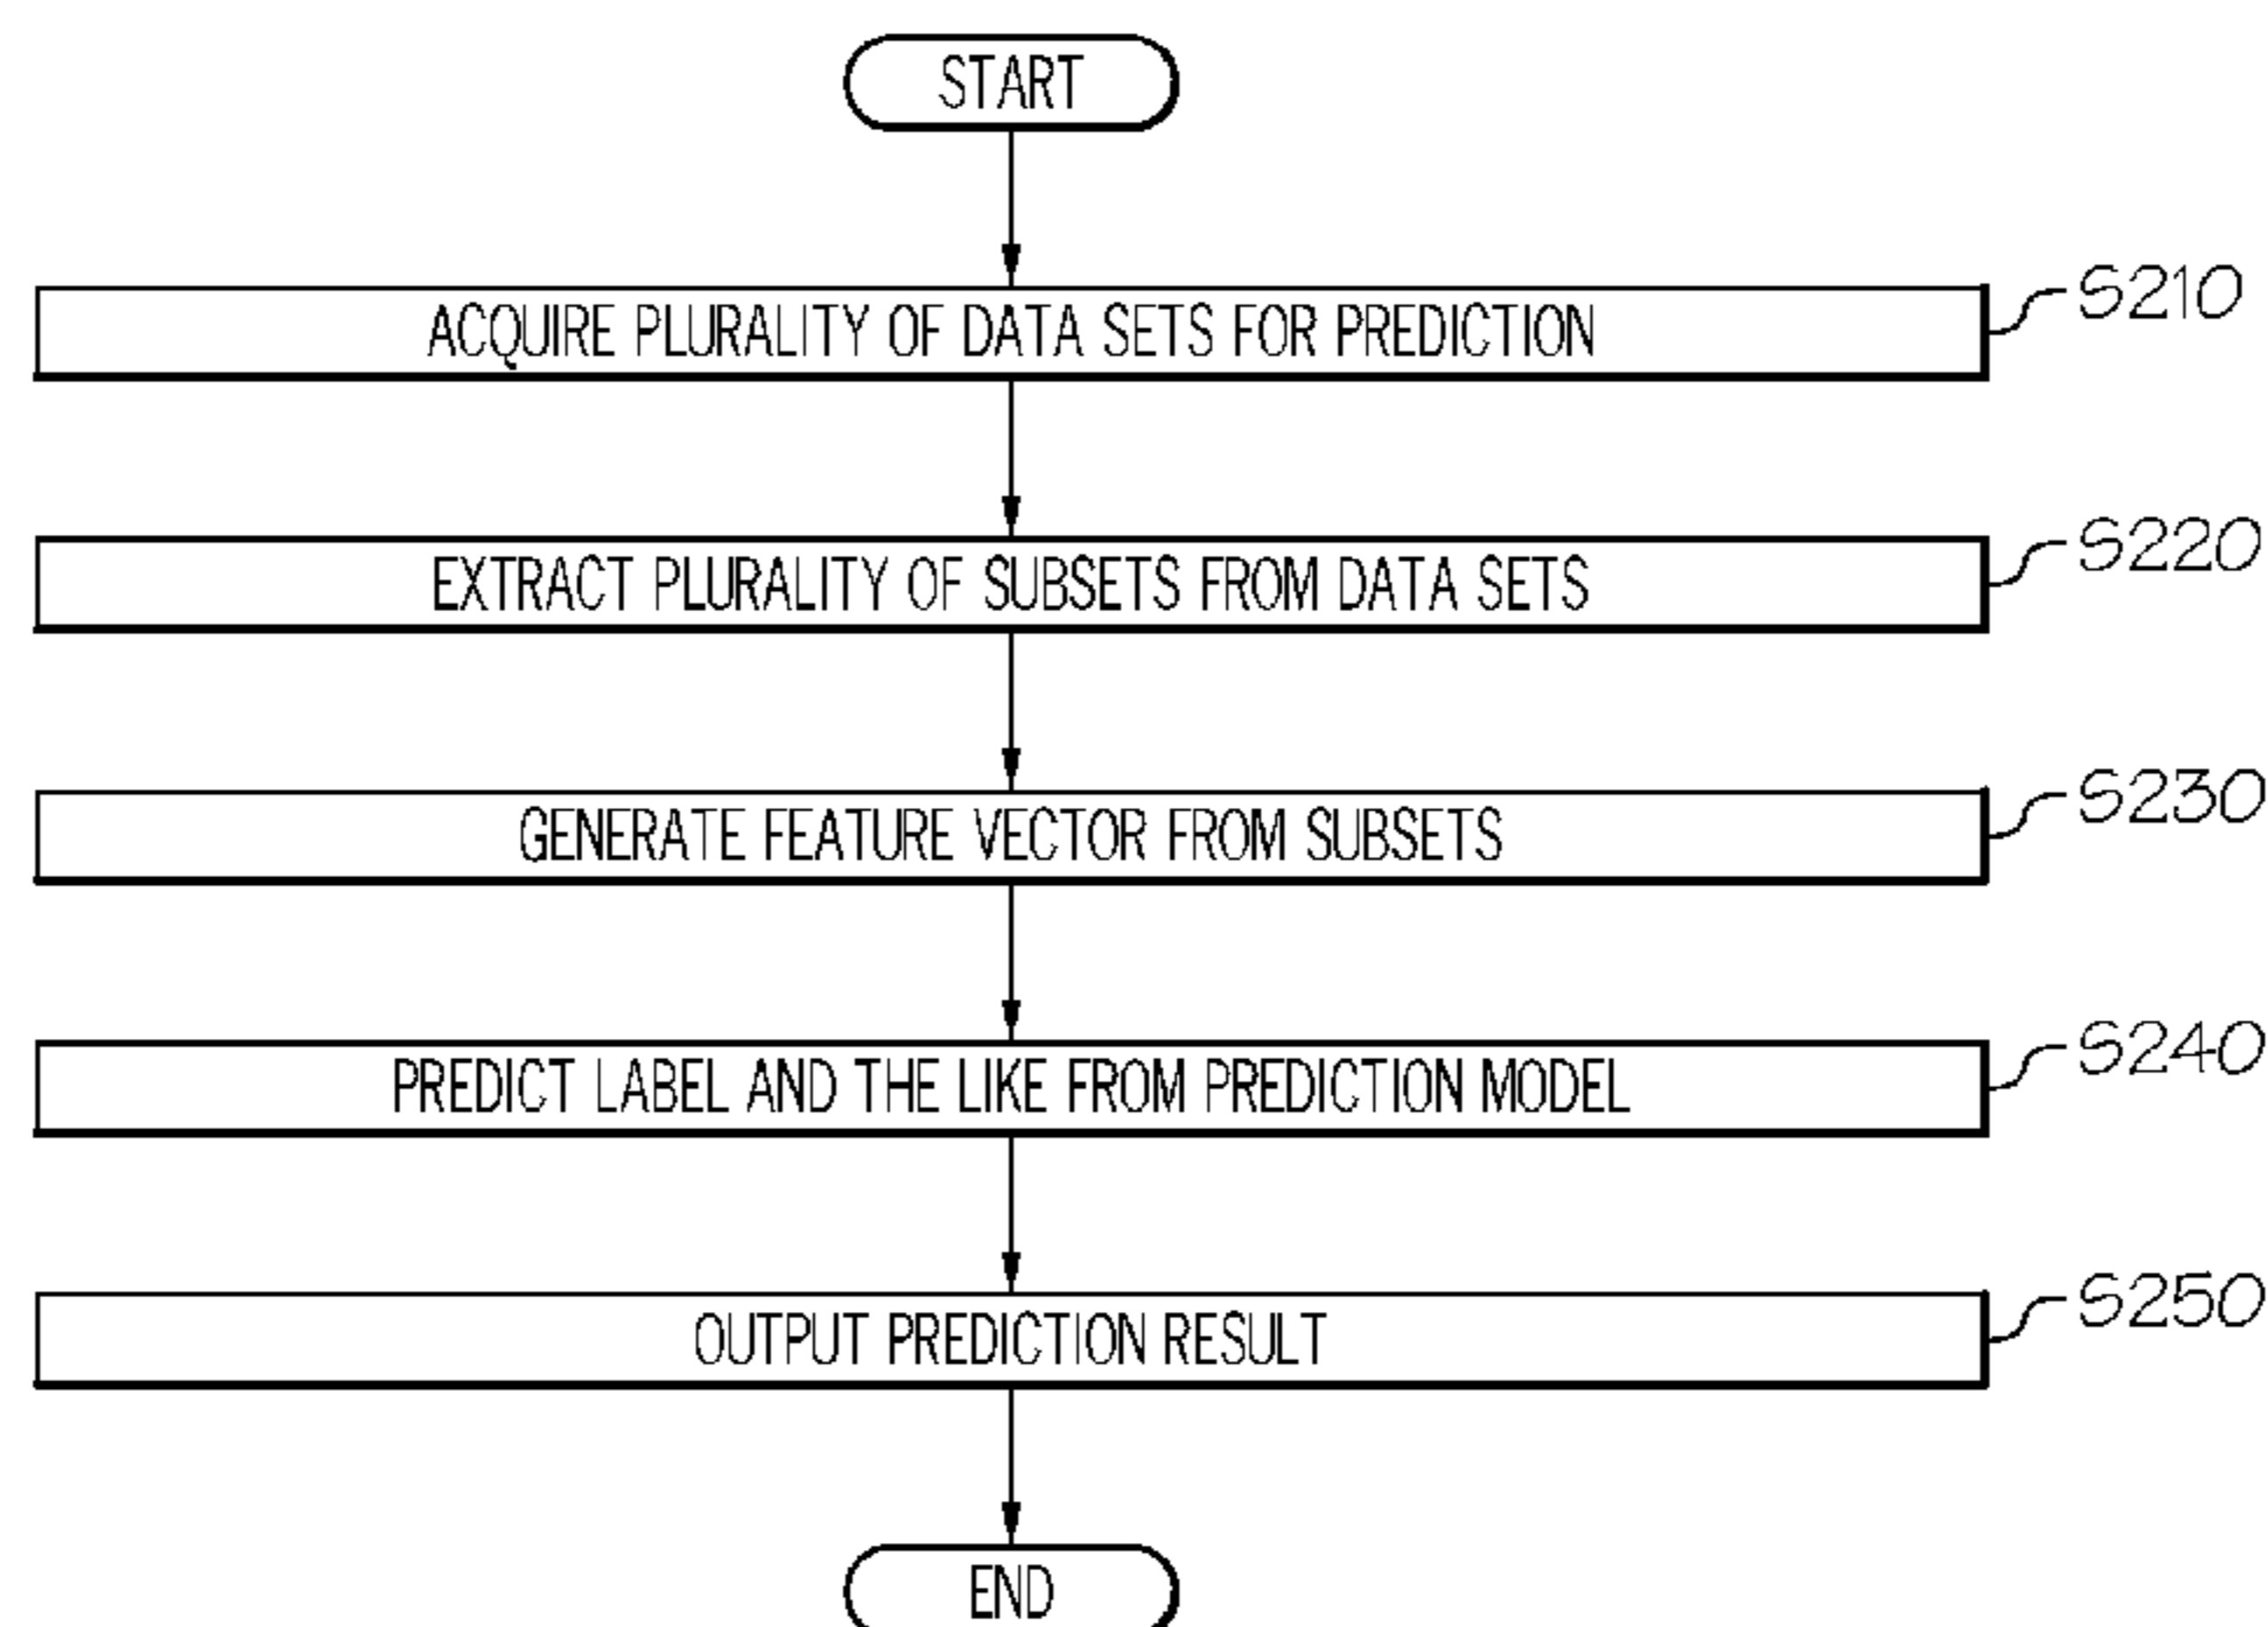 START
ACQUIRE PLURALITY OF DATA SETS FOR PREDICTION
S210
EXTRACT PLURALITY OF SUBSETS FROM DATA SETS
S220
GENERATE FEATURE VECTOR FROM SUBSETS
S230
PREDICT LABEL AND THE LIKE FROM PREDICTION MODEL
S240
OUTPUT PREDICTION RESULT
S250
END